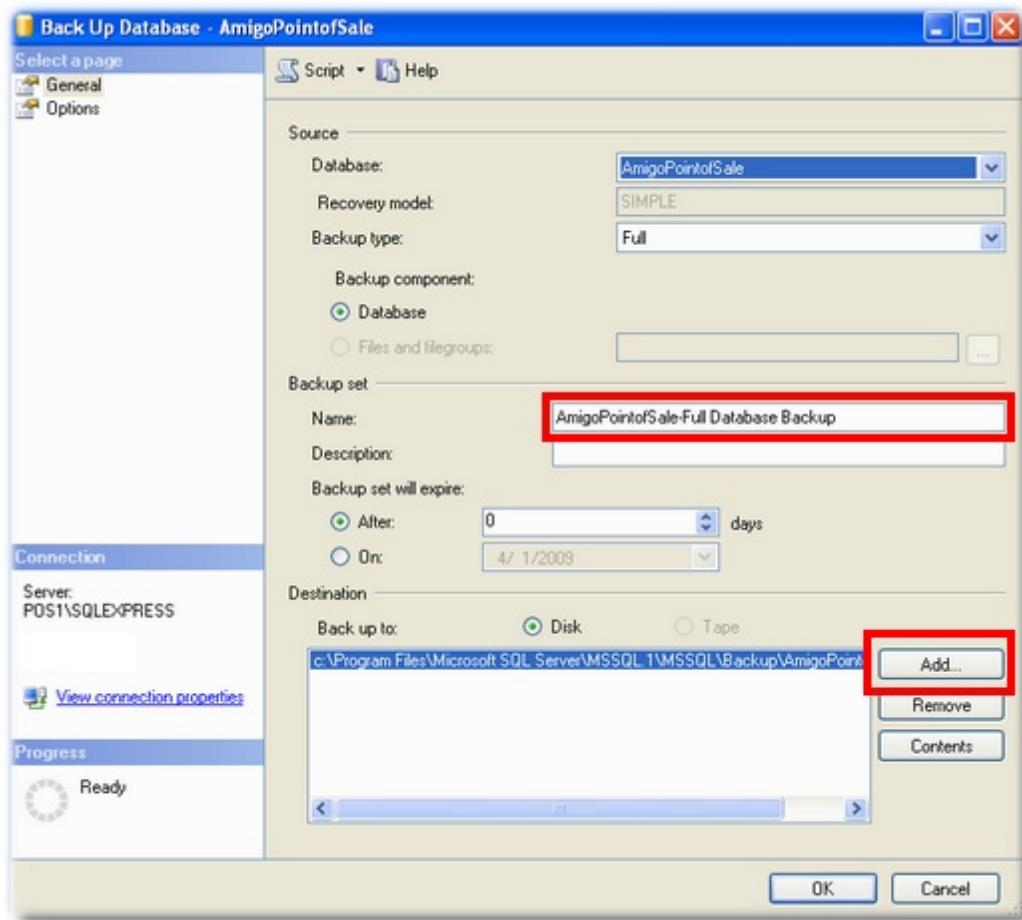 Back Up Database - AmigoPointofSale
Select a page
General
Options
Script Help
Source
Database: AmigoPointofSale
Recovery model: SIMPLE
Backup type: Full
Backup component:
Database
Files and filegroups: ...
Backup set
Name: AmigoPointofSale-Full Database Backup
Description:
Backup set will expire:
After: 0 days
On: 4/ 1/2009
Destination
Back up to: Disk Tape
c:\Program Files\Microsoft SQL Server\MSSQL.1\MSSQL\Backup\AmigoPoint
Add...
Remove
Contents
Connection
Server:
POS1\SQLEXPRESS
View connection properties
Progress
Ready
OK Cancel